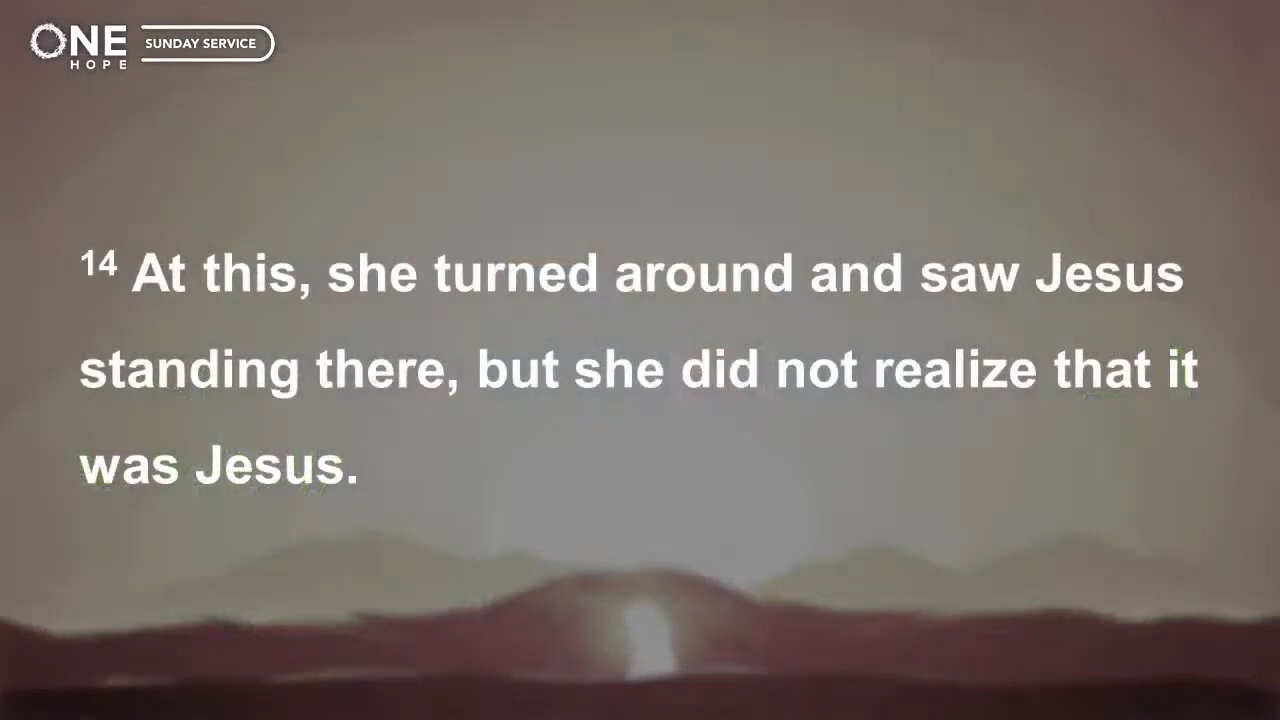 ONE
HOPE
SUNDAY SERVICE
14 At this, she turned around and saw Jesus
standing there, but she did not realize that it
was Jesus.